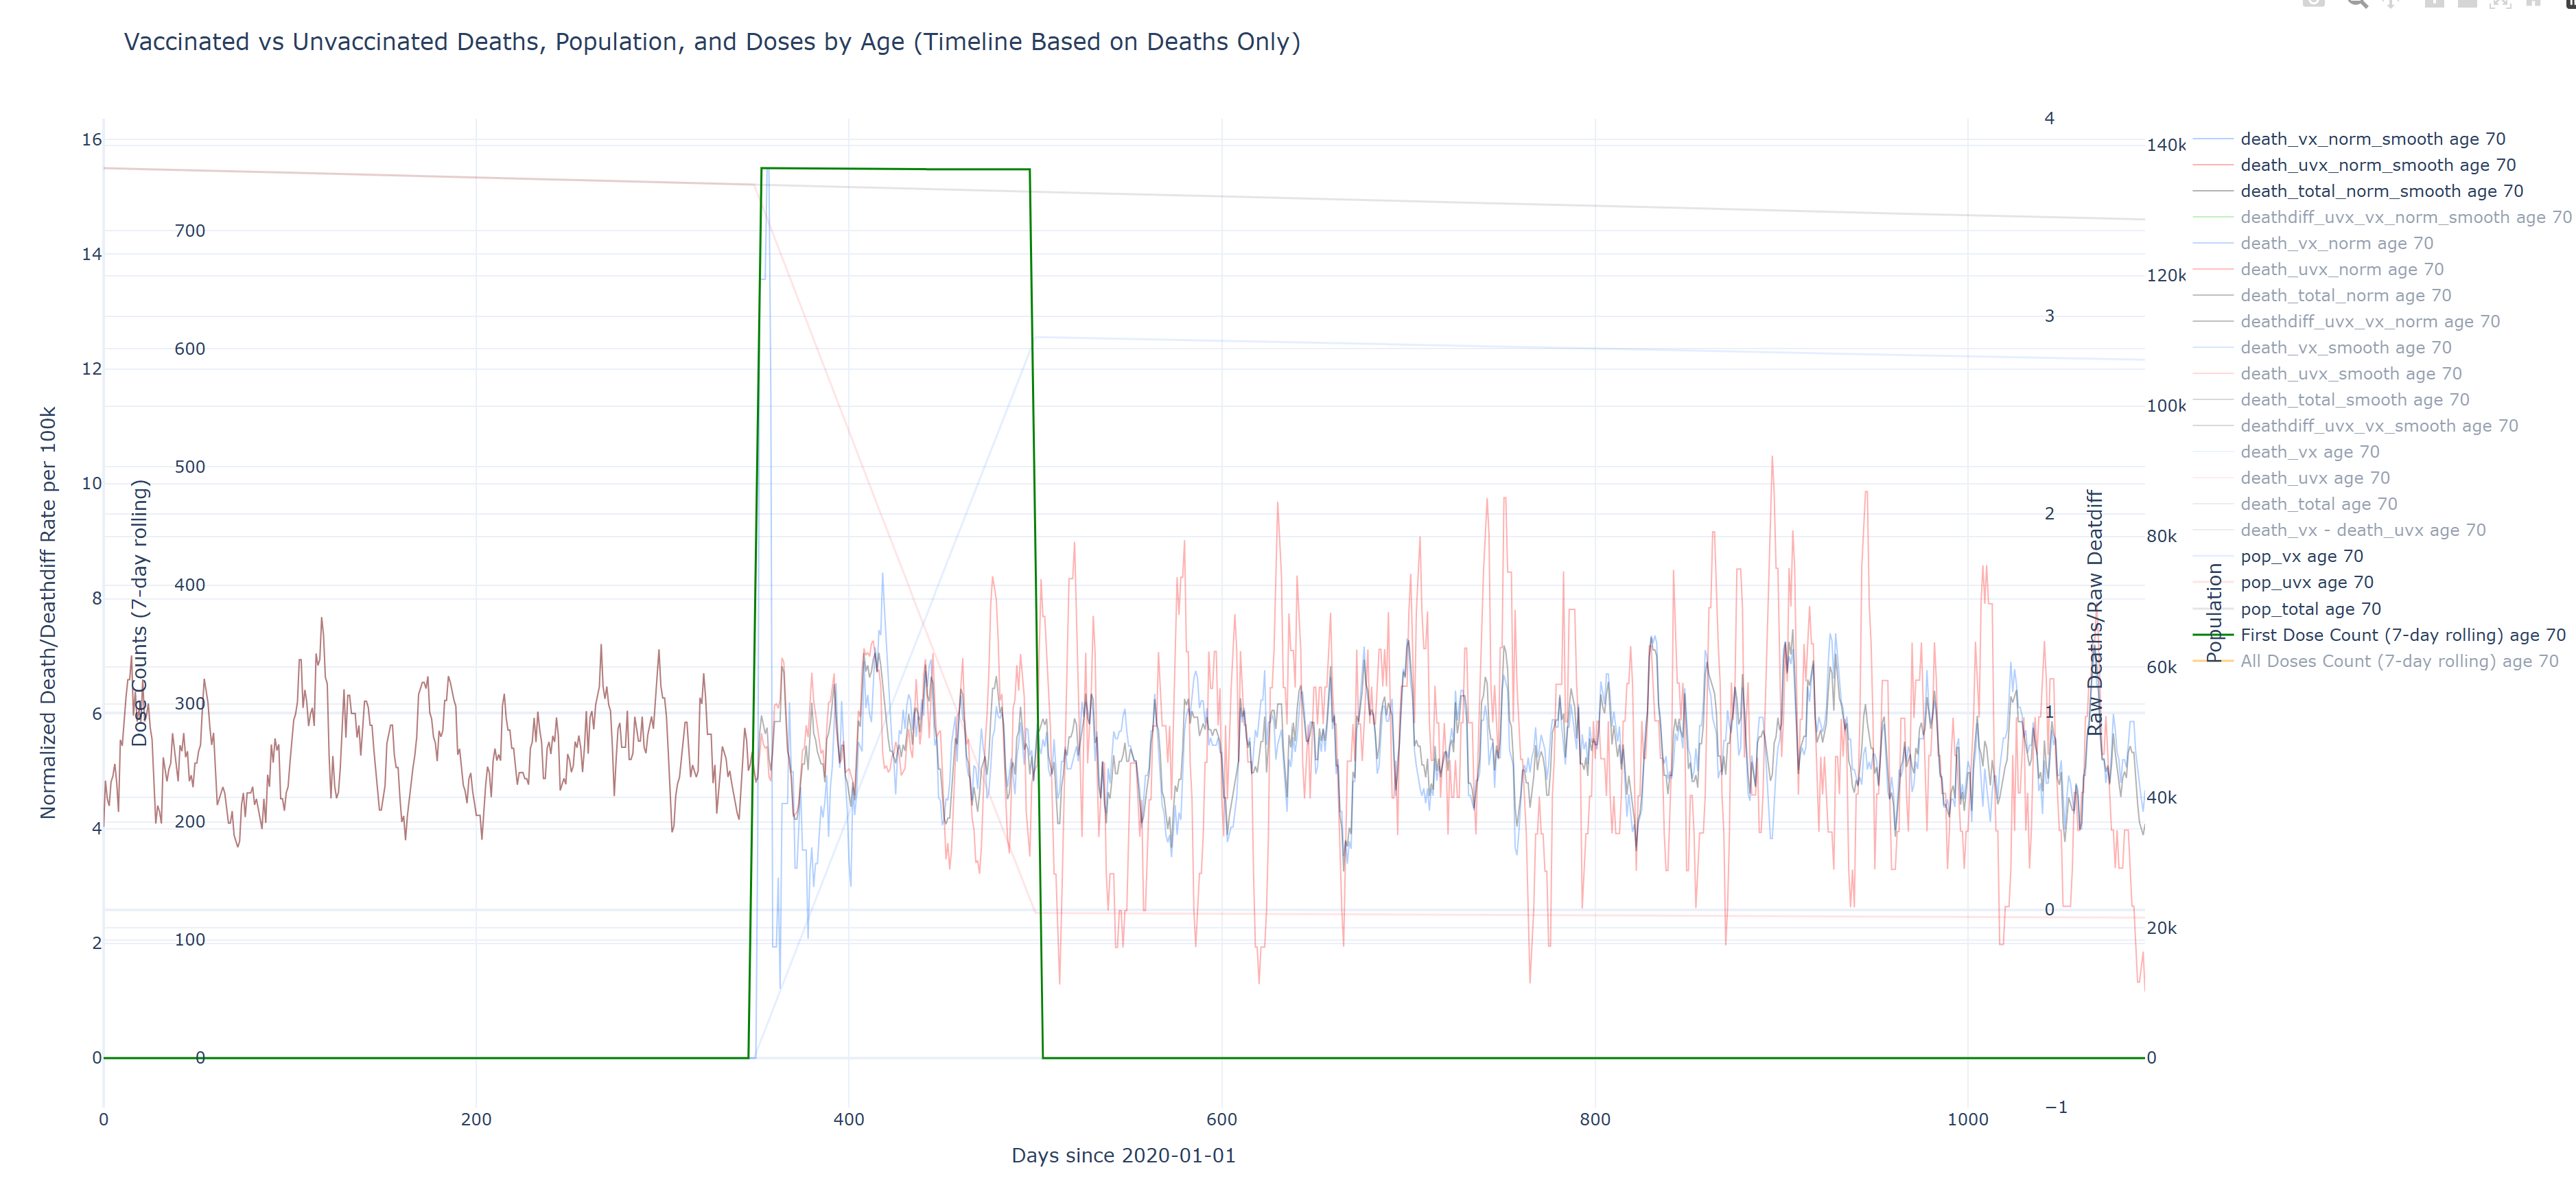 Vaccinated vs Unvaccinated Deaths, Population, and Doses by Age (Timeline Based on Deaths Only)
Normalized Death/Deathdiff Rate per 100k
16
14
12
10
8
6
4
2
0
Dose Counts (7-day rolling)
700
600
500
400
300
200
100
0
0
200
400
600
800
1000
Days since 2020-01-01
4
3
2
1
0
−1
Raw Deaths/Raw Deatdiff
140k
120k
100k
80k
60k
40k
20k
0
Population
death_vx_norm_smooth age 70
death_uvx_norm_smooth age 70
death_total_norm_smooth age 70
deathdiff_uvx_vx_norm_smooth age 70
death_vx_norm age 70
death_uvx_norm age 70
death_total_norm age 70
deathdiff_uvx_vx_norm age 70
death_vx_smooth age 70
death_uvx_smooth age 70
death_total_smooth age 70
deathdiff_uvx_vx_smooth age 70
death_vx age 70
death_uvx age 70
death_total age 70
death_vx - death_uvx age 70
pop_vx age 70
pop_uvx age 70
pop_total age 70
First Dose Count (7-day rolling) age 70
All Doses Count (7-day rolling) age 70